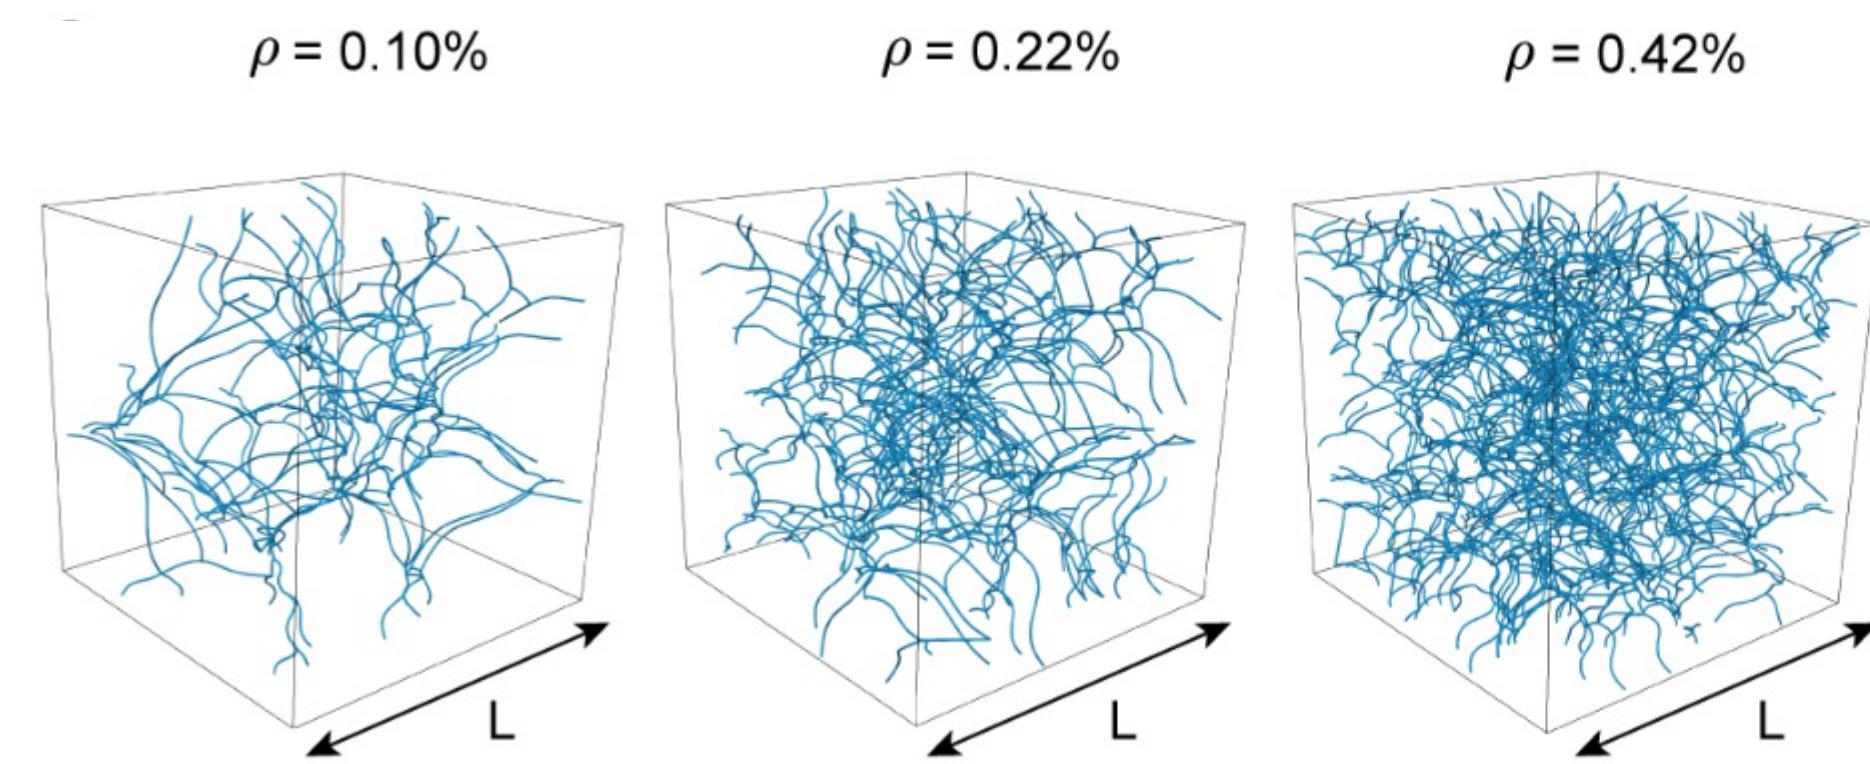 ρ = 0.10%
ρ = 0.22%
ρ = 0.42%
L
L
L